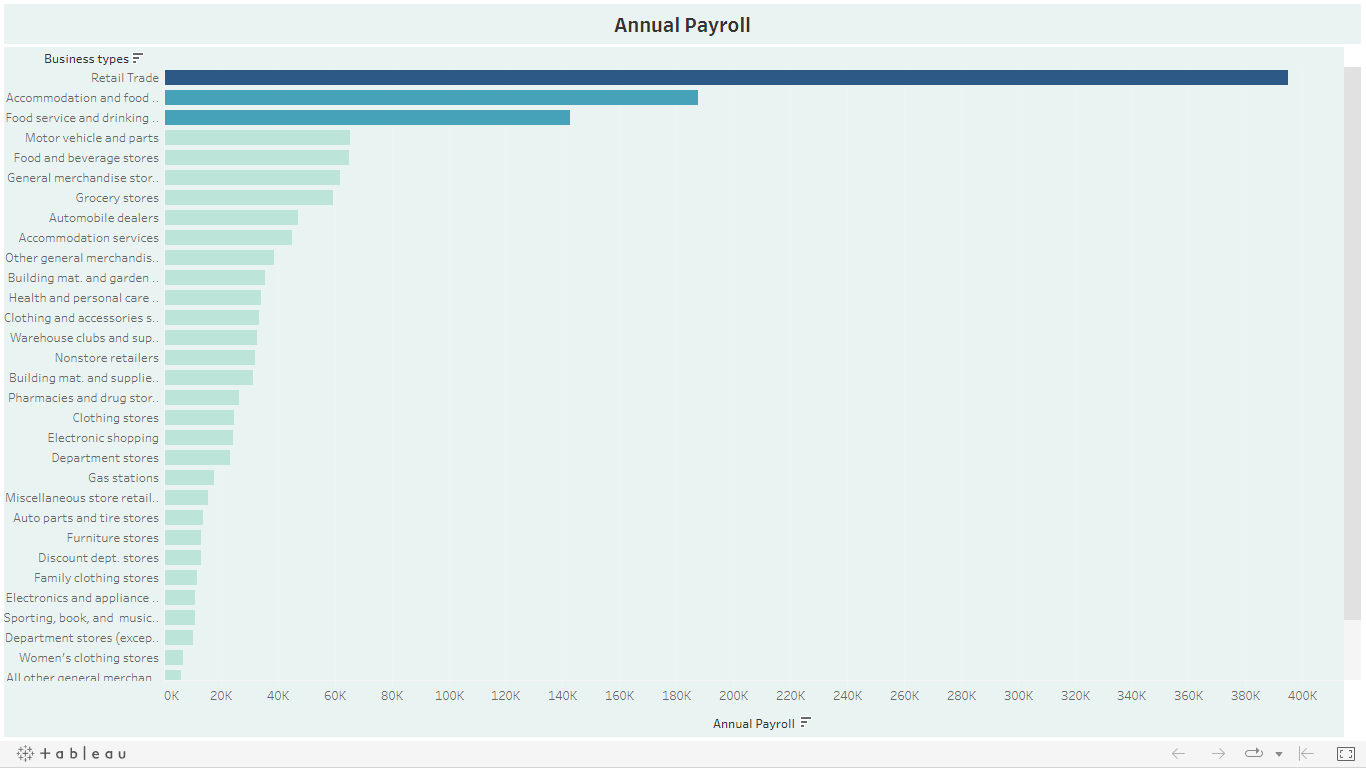 Annual Payroll
Business types
Retail Trade
Accommodation and food ..
Food service and drinking ..
Motor vehicle and parts
Food and beverage stores
General merchandise stor..
Grocery stores
Automobile dealers
Accommodation services
Other general merchandis..
Building mat. and garden ..
Health and personal care ..
Clothing and accessories s..
Warehouse clubs and sup..
Nonstore retailers
Building mat. and supplie..
Pharmacies and drug stor..
Clothing stores
Electronic shopping
Department stores
Gas stations
Miscellaneous store retail..
Auto parts and tire stores
Furniture stores
Discount dept. stores
Family clothing stores
Electronics and appliance ..
Sporting, book, and music..
Department stores (excep..
Women's clothing stores
All other general merchan..
0K 20K 40K 60K 80K 100K 120K 140K 160K 180K 200K 220K 240K 260K 280K 300K 320K 340K 360K 380K 400K
Annual Payroll
+ableau